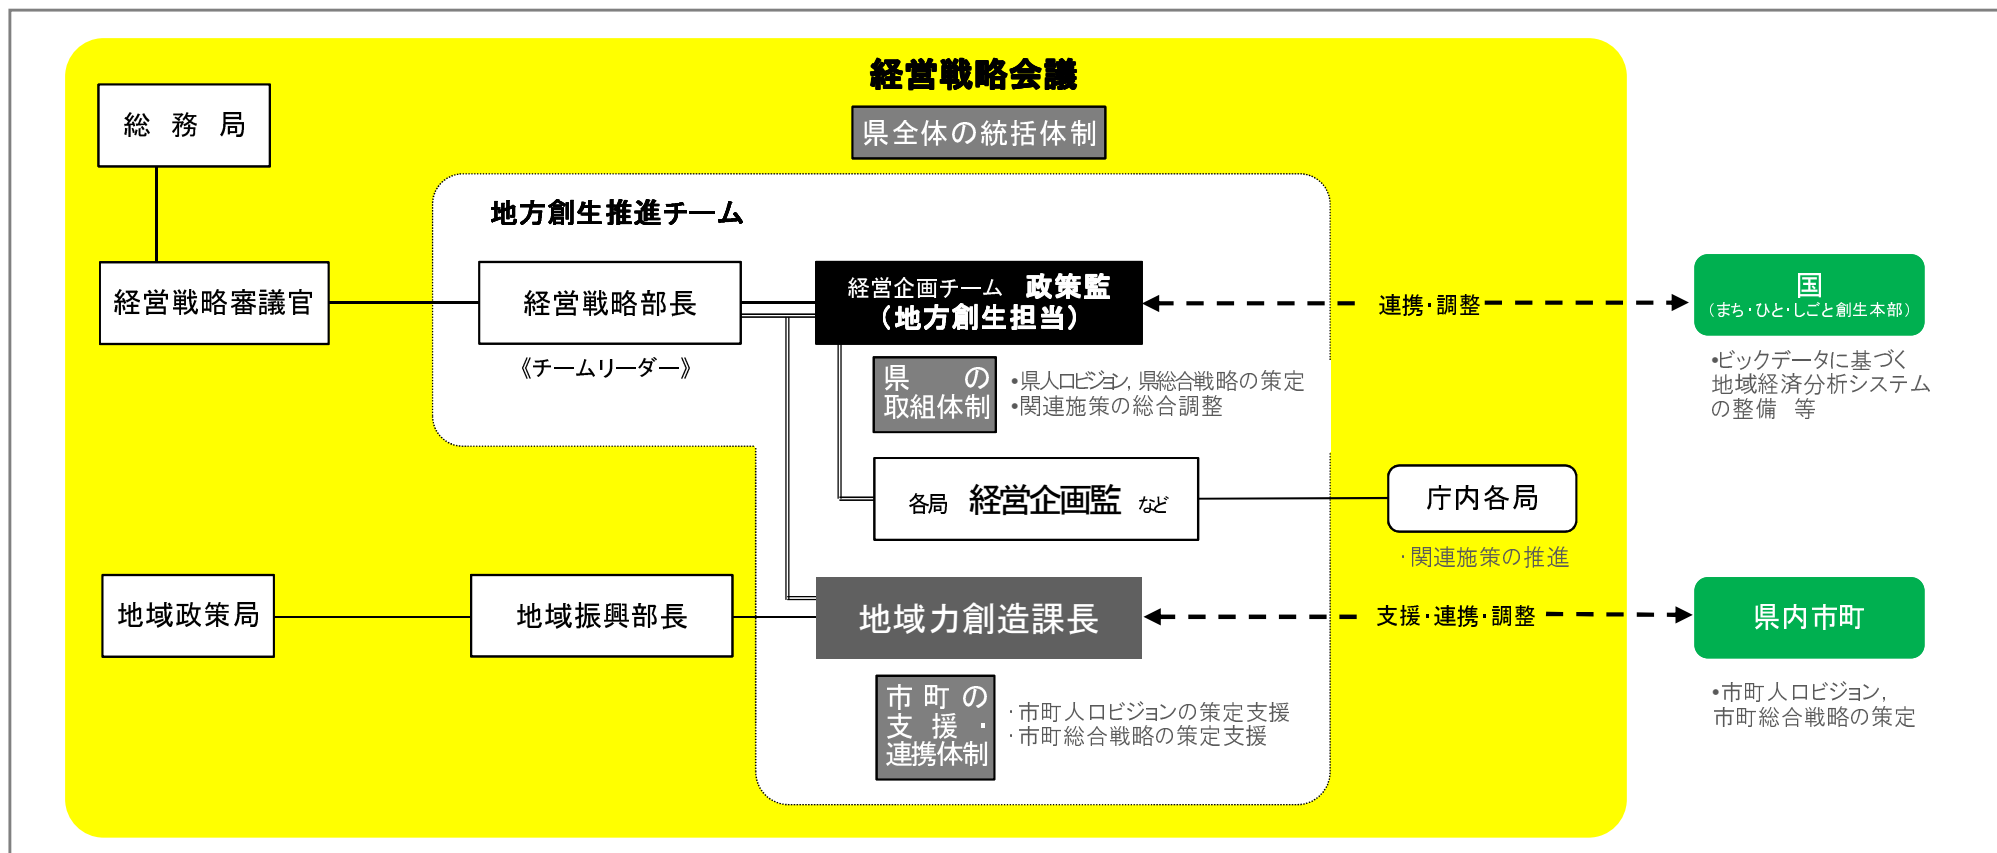 経営戦略会議
県全体の統括体制
総務局
地方創生推進チーム
経営戦略審議官
経営戦略部長
《チームリーダー》
経営企画チーム 政策監
(地方創生担当)
連携・調整
国
(まち・ひと・しごと創生本部)
•ビックデータに基づく
地域経済分析システム
の整備 等
県の
取組体制
•県人口ビジョン,県総合戦略の策定
•関連施策の総合調整
各局 経営企画監 など
庁内各局
・関連施策の推進
地域政策局
地域振興部長
地域力創造課長
支援・連携・調整
県内市町
•市町人口ビジョン,
市町総合戦略の策定
市町の
支援・
連携体制
・市町人口ビジョンの策定支援
・市町総合戦略の策定支援